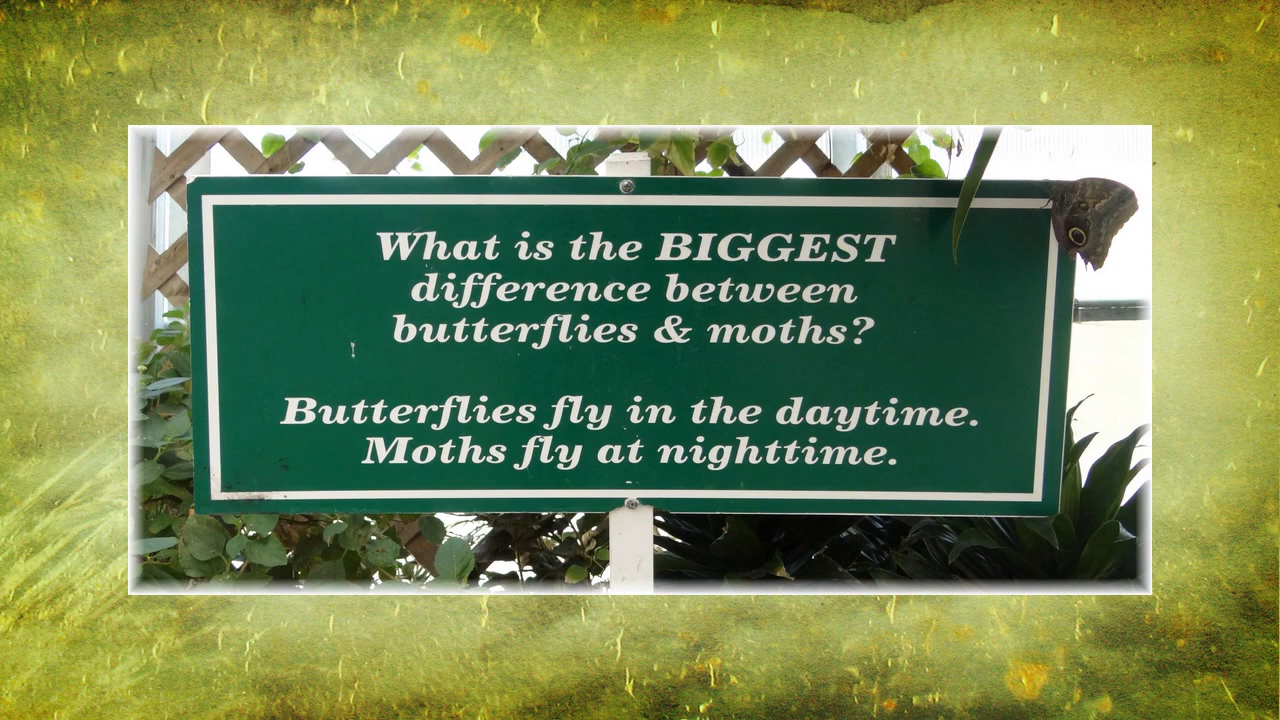 What is the BIGGEST
difference between
butterflies & moths?
Butterflies fly in the daytime.
Moths fly at nighttime.